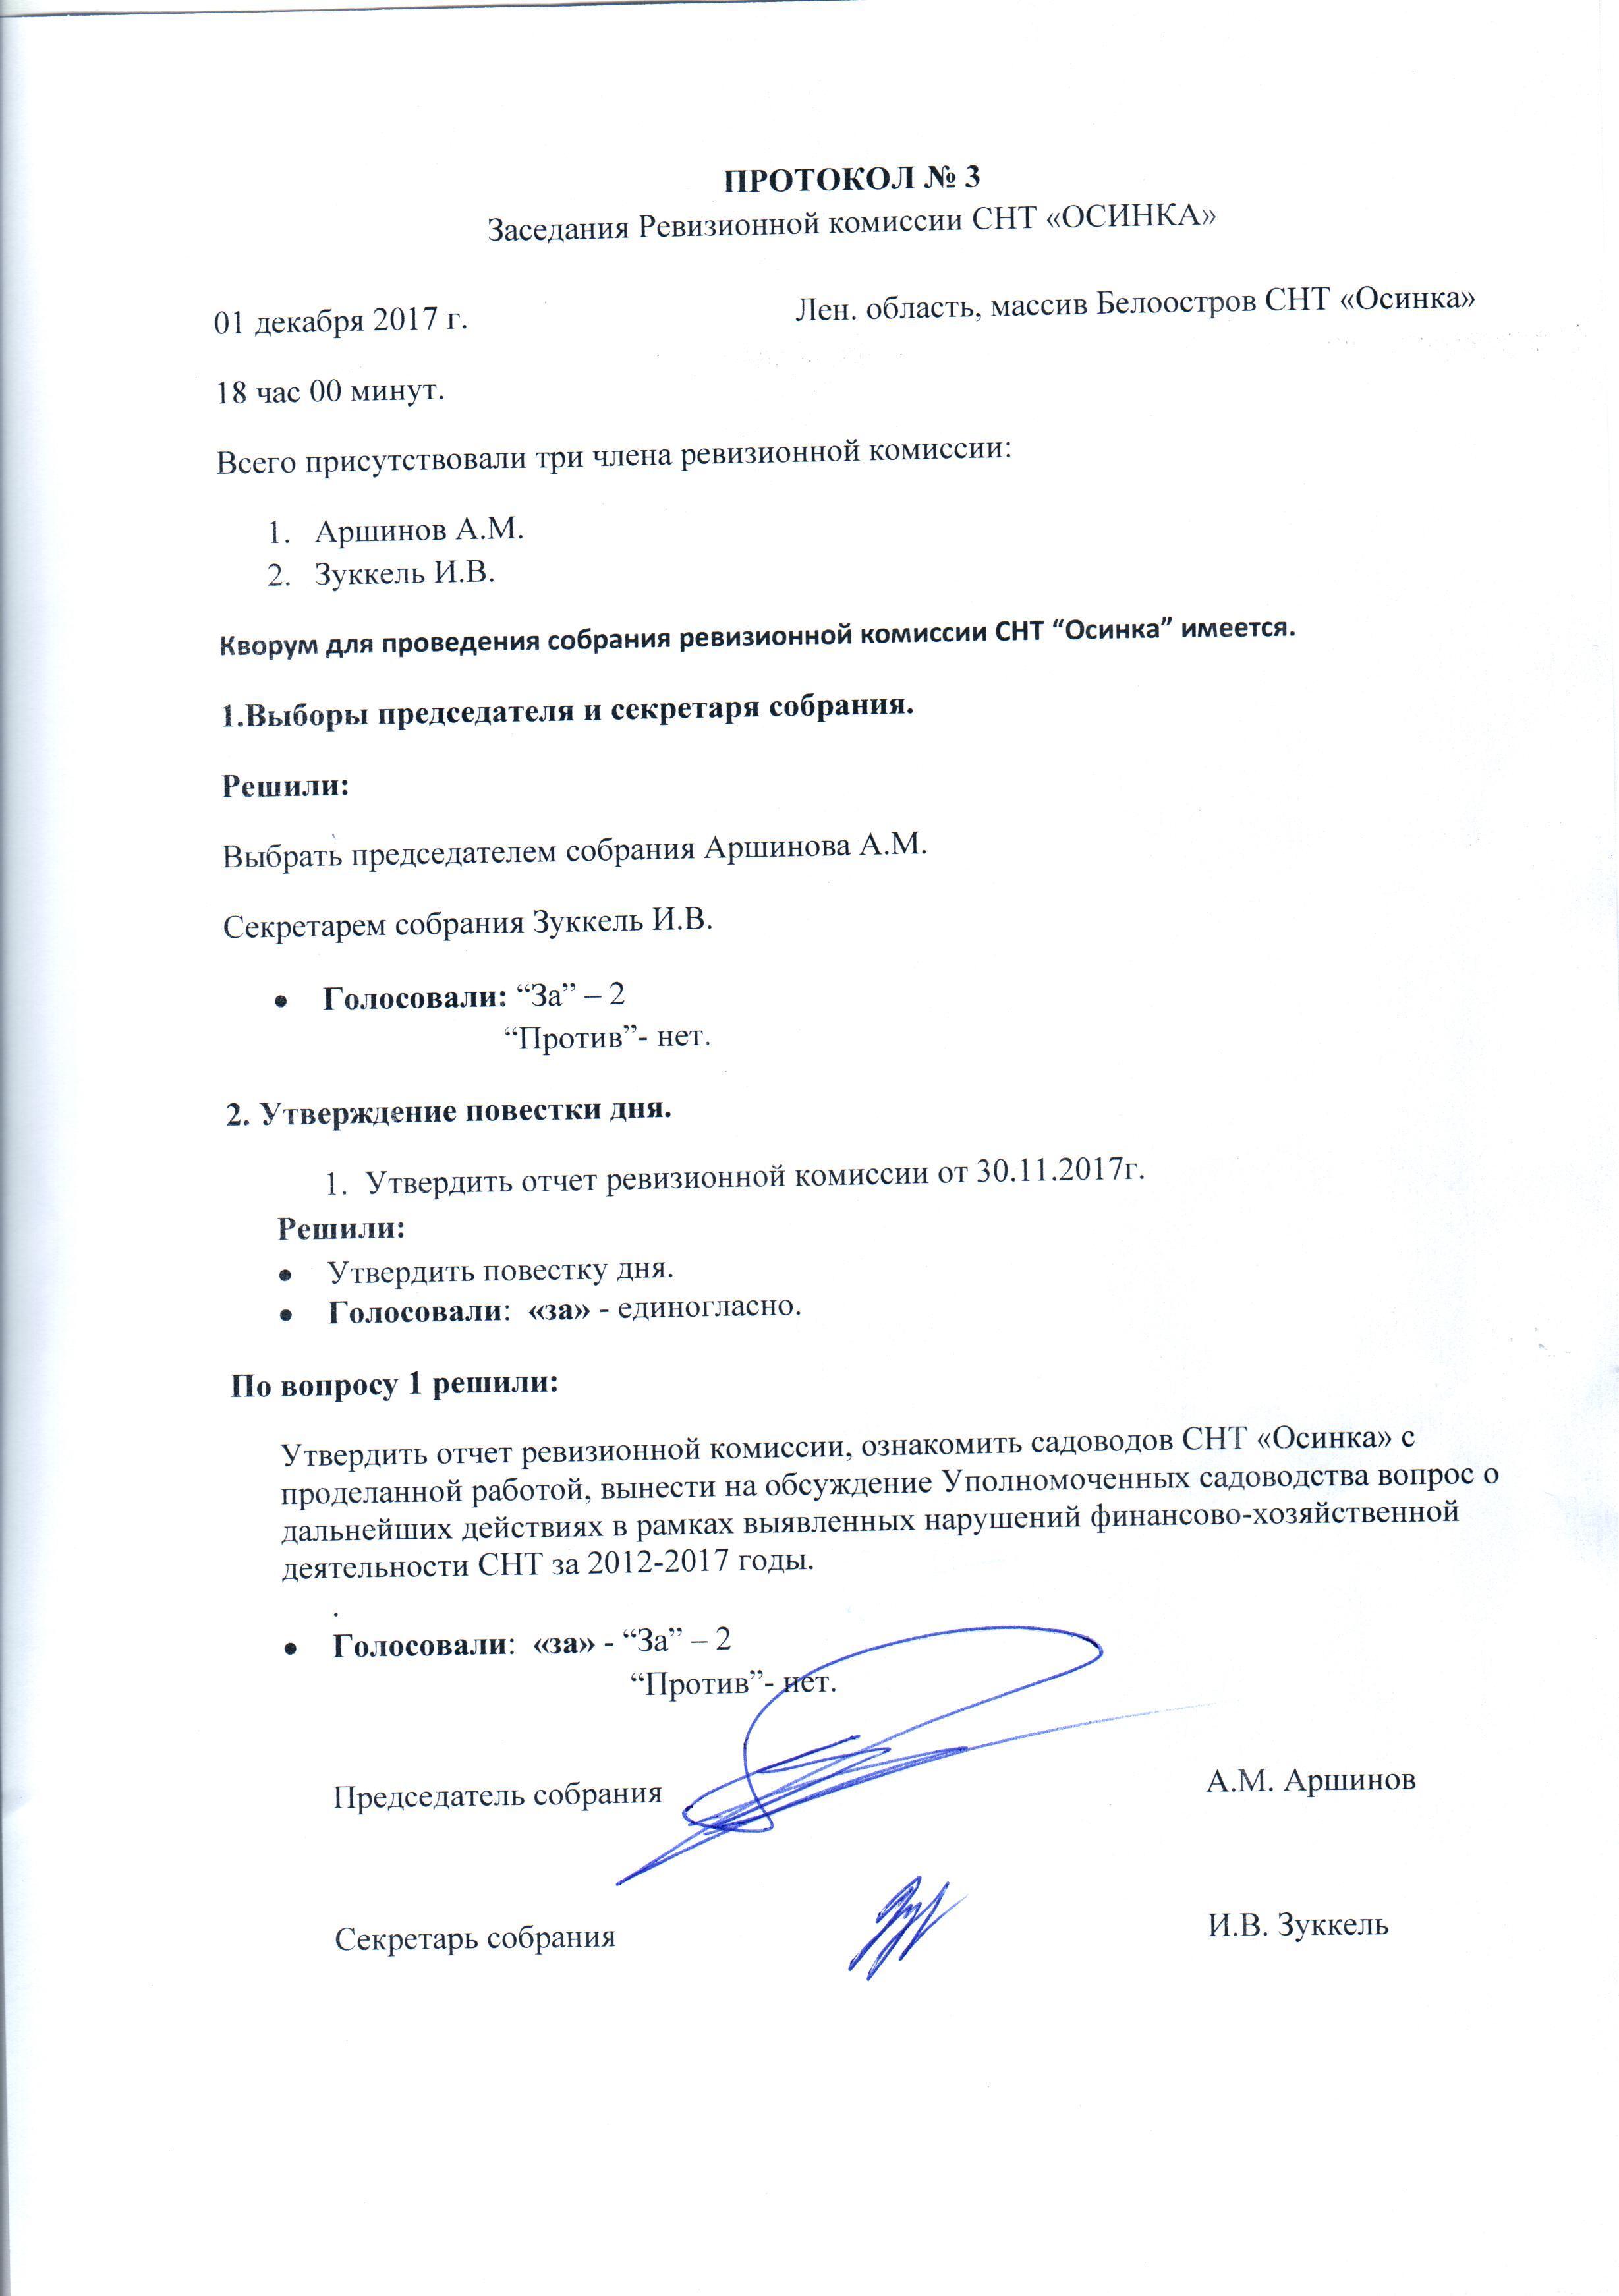 ПРОТОКОЛ № 3
Заседания Ревизионной комиссии СНТ «ОСИНКА»
01 декабря 2017 г. Лен. область, массив Белоостров СНТ «Осинка»
18 час 00 минут.
Всего присутствовали три члена ревизионной комиссии:
1. Аршинов А.М.
2. Зуккель И.В.
Кворум для проведения собрания ревизионной комиссии СНТ “Осинка” имеется.
1.Выборы председателя и секретаря собрания.
Решили:
Выбрать председателем собрания Аршинова А.М.
Секретарем собрания Зуккель И.В.
• Голосовали: “За” – 2
“Против”- нет.
2. Утверждение повестки дня.
1. Утвердить отчет ревизионной комиссии от 30.11.2017г.
Решили:
• Утвердить повестку дня.
• Голосовали: «за» - единогласно.
По вопросу 1 решили:
Утвердить отчет ревизионной комиссии, ознакомить садоводов СНТ «Осинка» с
проделанной работой, вынести на обсуждение Уполномоченных садоводства вопрос о
дальнейших действиях в рамках выявленных нарушений финансово-хозяйственной
деятельности СНТ за 2012-2017 годы.
.
• Голосовали: «за» - “За” – 2
“Против”- нет.
Председатель собрания А.М. Аршинов
Секретарь собрания И.В. Зуккель